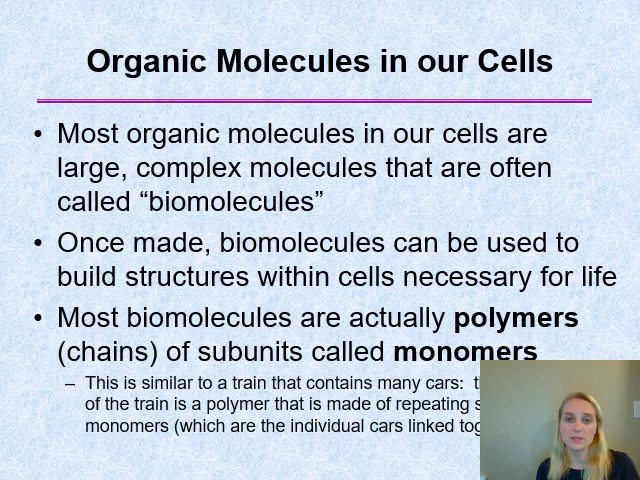 Organic Molecules in our Cells
• Most organic molecules in our cells are
large, complex molecules that are often
called “biomolecules”
• Once made, biomolecules can be used to
build structures within cells necessary for life
• Most biomolecules are actually polymers
(chains) of subunits called monomers
– This is similar to a train that contains many cars:
of the train is a polymer that is made of repeating
monomers (which are the individual cars linked